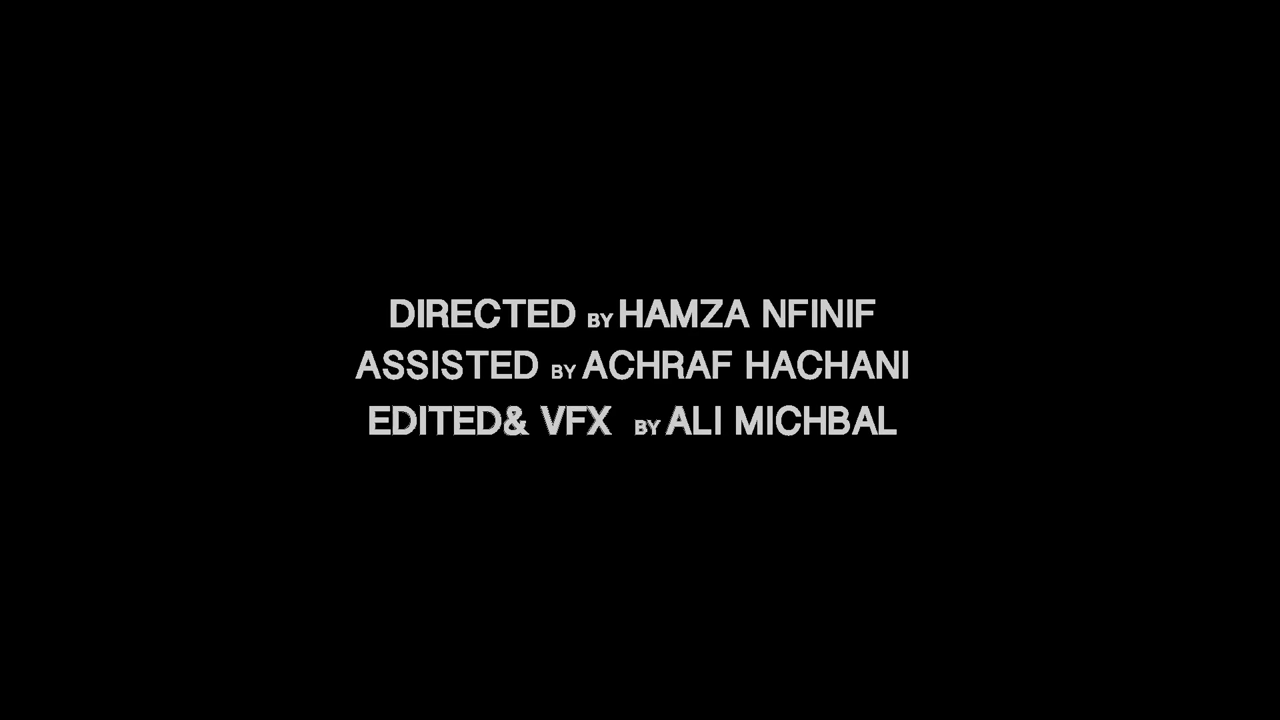 DIRECTED BY HAMZA NFINIF
ASSISTED BY ACHRAF HACHANI
EDITED& VFX BY ALI MICHBAL